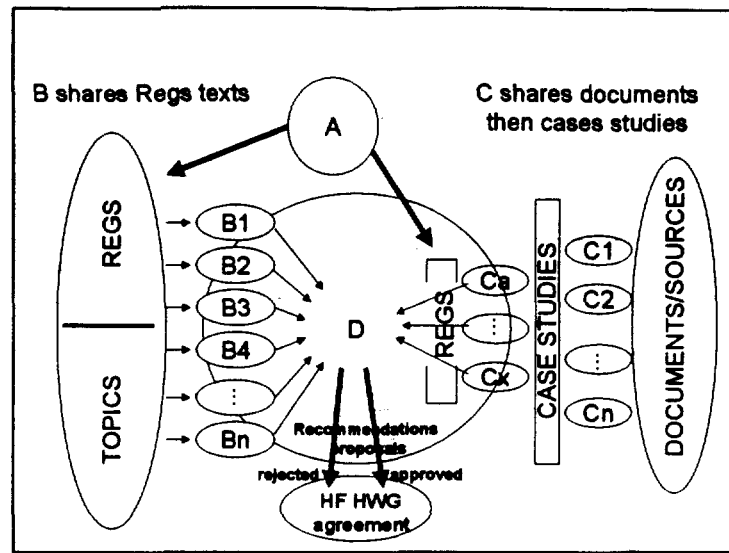 B shares Regs texts
C shares documents
then cases studies
A
REGS
TOPICS
B1
B2
B3
B4
...
Bn
D
REGS
Ca
...
Cx
CASE STUDIES
C1
C2
...
Cn
DOCUMENTS/SOURCES
Recommendations
proposals
rejected
approved
HF HWG
agreement